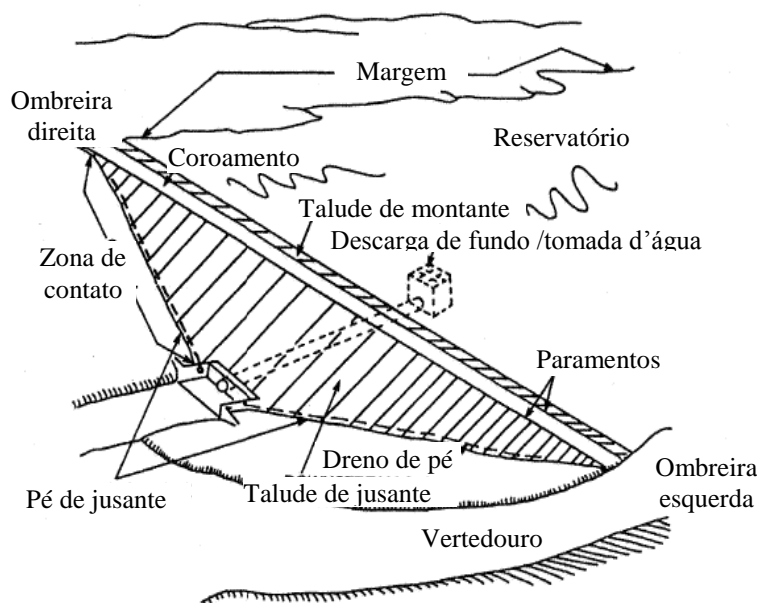 Margem
Ombreira
direita
Reservatório
Coroamento
Talude de montante
Descarga de fundo /tomada d’água
Zona de
contato
Paramentos
Dreno de pé
Pé de jusante
Talude de jusante
Ombreira
esquerda
Vertedouro